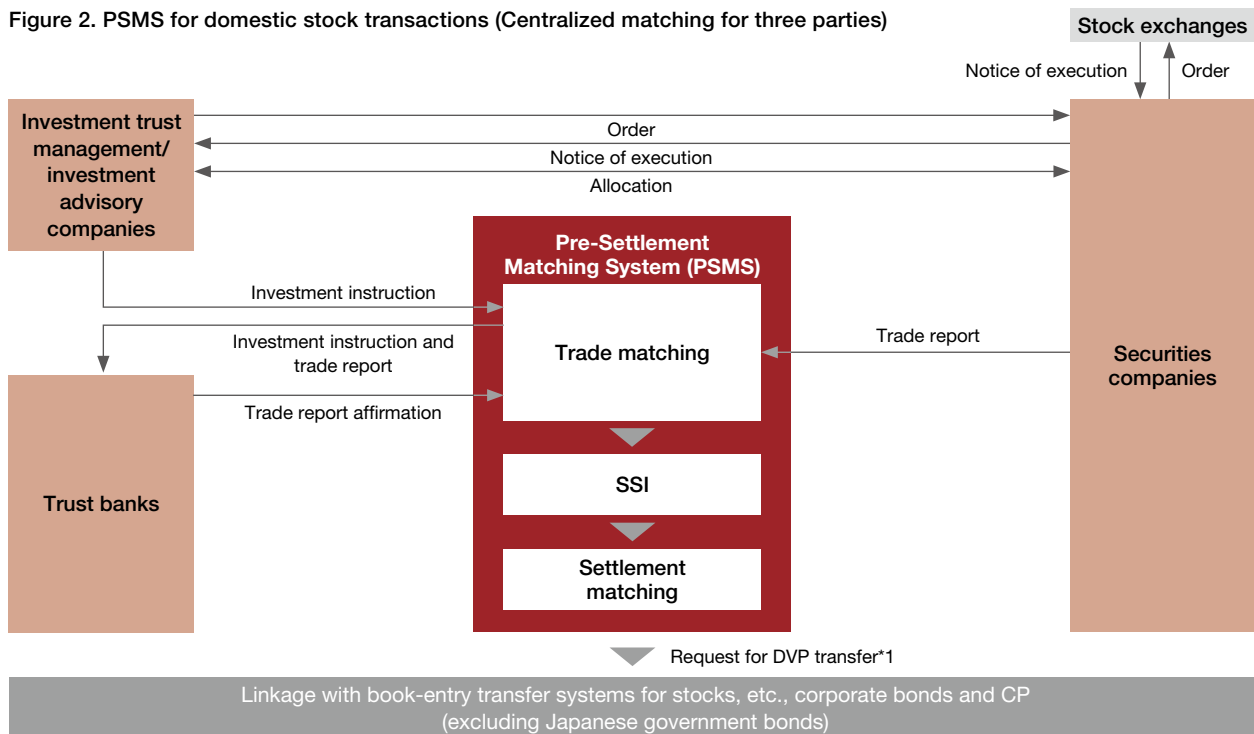 Figure 2. PSMS for domestic stock transactions (Centralized matching for three parties)
Stock exchanges
Notice of execution
Order
Investment trust
management/
investment
advisory
companies
Order
Notice of execution
Allocation
Pre-Settlement
Matching System (PSMS)
Investment instruction
Investment instruction and
trade report
Trade matching
Trade report
Securities
companies
Trade report affirmation
Trust banks
SSI
Settlement
matching
Request for DVP transfer*1
Linkage with book-entry transfer systems for stocks, etc., corporate bonds and CP
(excluding Japanese government bonds)